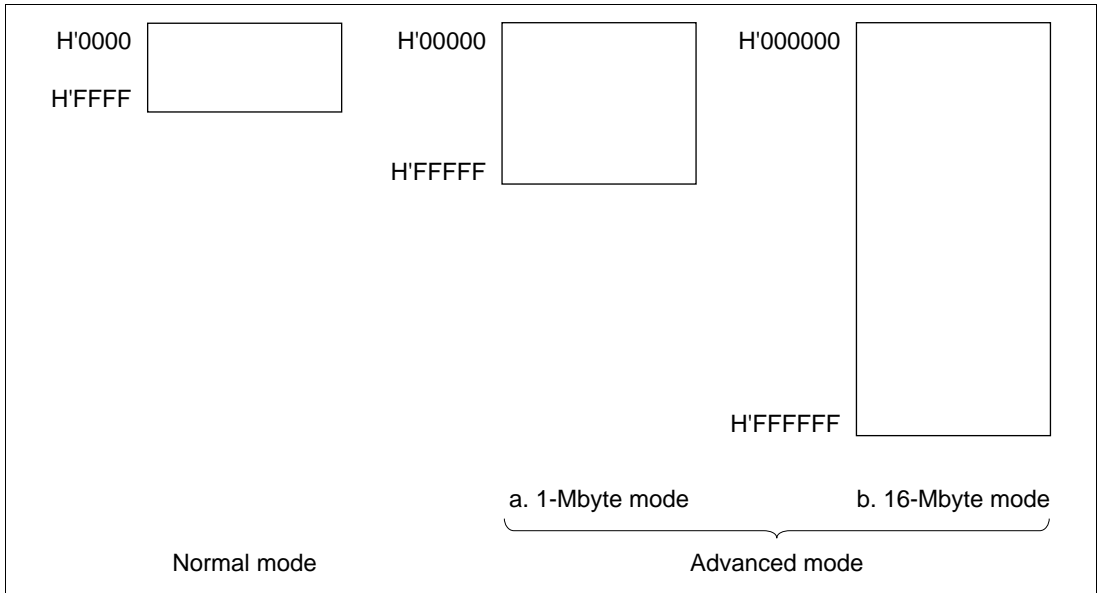 H'0000
H'FFFF
H'00000
H'FFFFF
H'000000
H'FFFFFF
a. 1-Mbyte mode
b. 16-Mbyte mode
Normal mode
Advanced mode